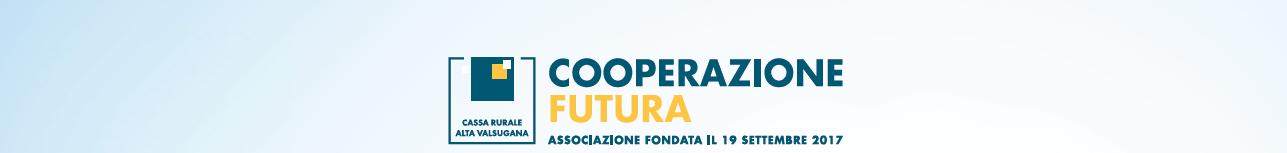 CASSA RURALE
ALTA VALSUGANA
COOPERAZIONE
FUTURA
ASSOCIAZIONE FONDATA IL 19 SETTEMBRE 2017